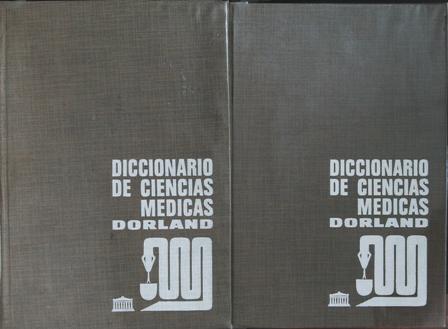 DICCIONARIO
DE CIENCIAS
MEDICAS
DORLAND
DICCIONARIO
DE CIENCIAS
MEDICAS
DORLAND